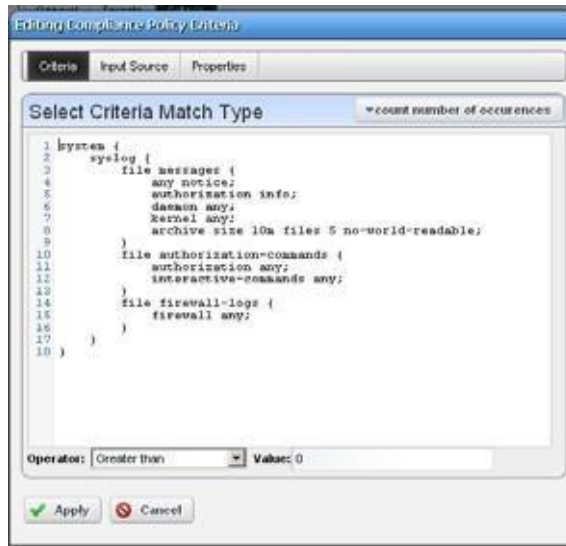 Editing Compliance Policy Criteria
Criteria Input Source Properties
Select Criteria Match Type count number of occurences
1 system {
2 syslog {
3 file messages {
4 any notice;
5 authorization info;
6 daemon any;
7 kernel any;
8 archive size 10m files 5 no-world-readable;
9 }
10 file authorization-commands {
11 authorization any;
12 interactive-commands any;
13 }
14 file firewall-logs {
15 firewall any;
16 }
17 }
18 }
Operator: Greater than Value: 0
Apply Cancel